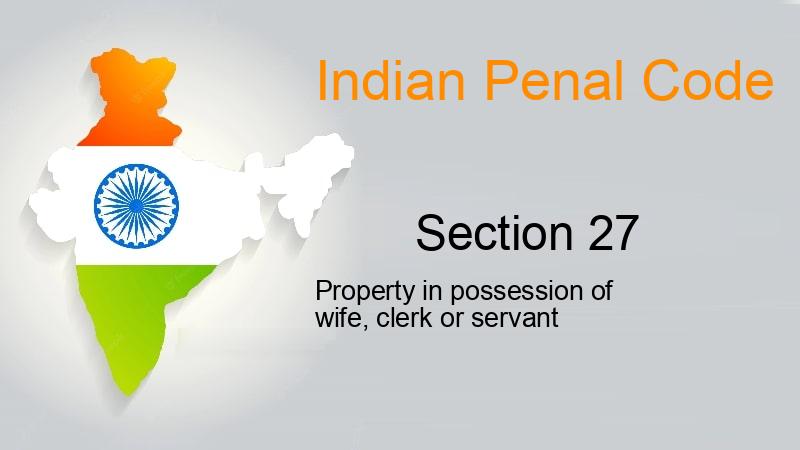 Indian Penal Code
Section 27
Property in possession of
wife, clerk or servant